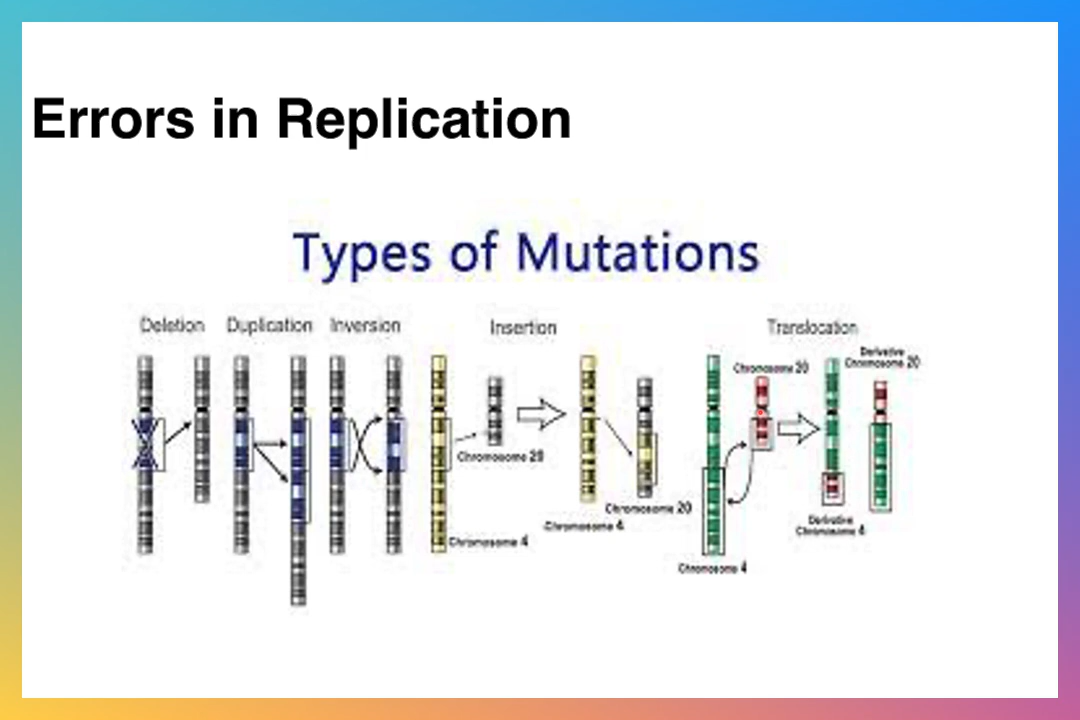 Errors in Replication
Types of Mutations
Deletion Duplication Inversion Insertion Translocation
Derivative
Chromosome 20
Chromosome 20
Chromosome 20
Chromosome 20
Chromosome 4
Derivative
Chromosome 4
Chromosome 4
Chromosome 4